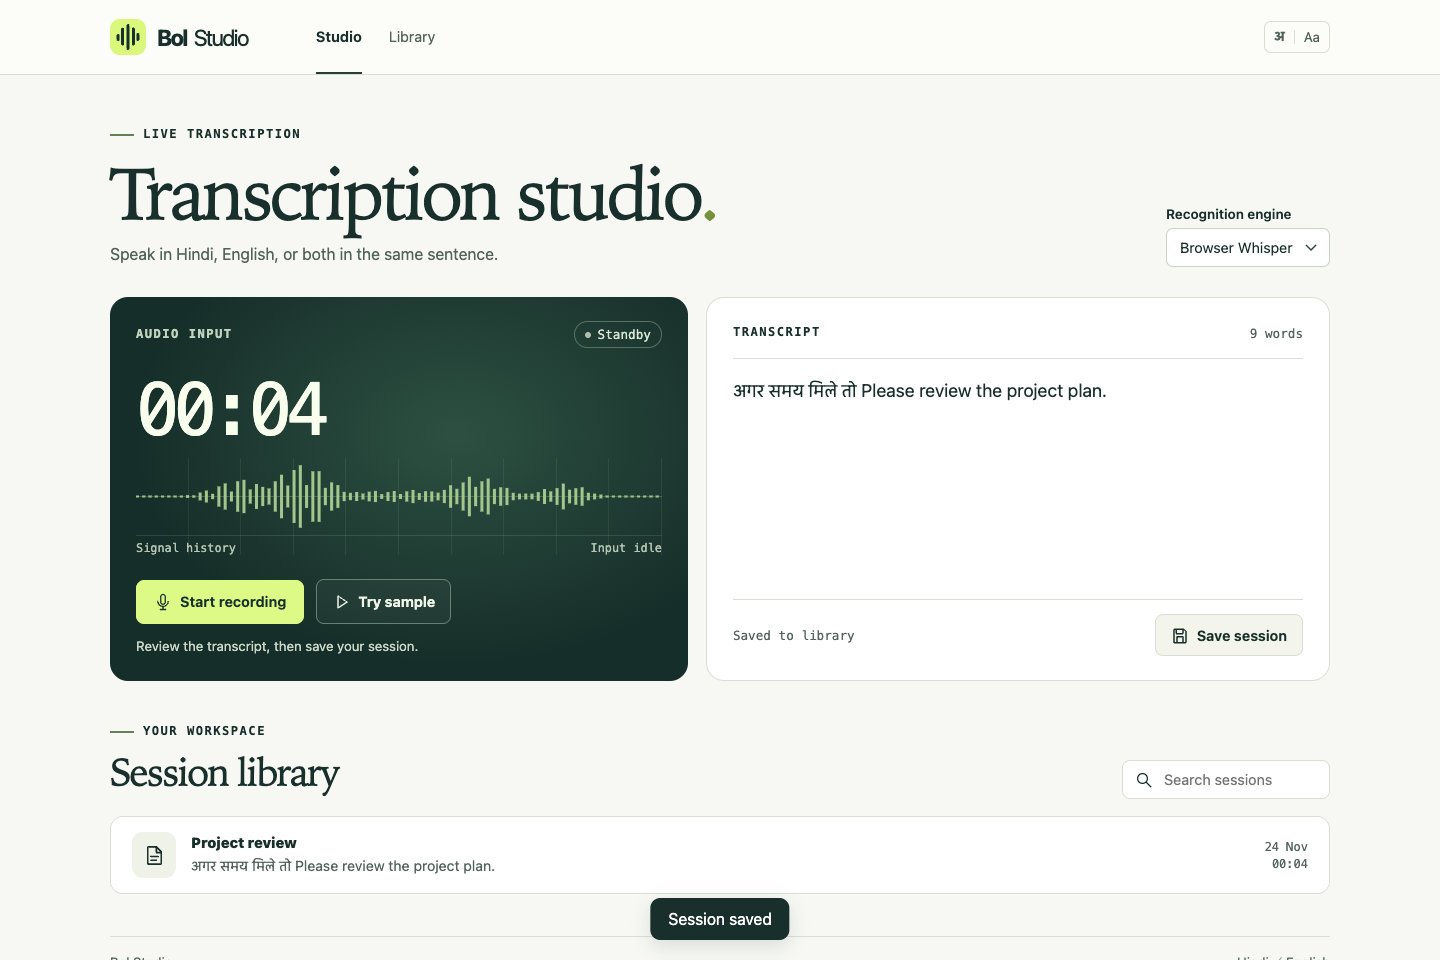 Bol Studio
Studio
Library
अ
Aa
LIVE TRANSCRIPTION
Transcription studio.
Speak in Hindi, English, or both in the same sentence.
Recognition engine
Browser Whisper
AUDIO INPUT
Standby
00:04
Signal history
Input idle
Start recording
Try sample
Review the transcript, then save your session.
TRANSCRIPT
9 words
अगर समय मिले तो Please review the project plan.
Saved to library
Save session
YOUR WORKSPACE
Session library
Search sessions
Project review
अगर समय मिले तो Please review the project plan.
24 Nov
00:04
Session saved
Bol Studio
Hindi / English